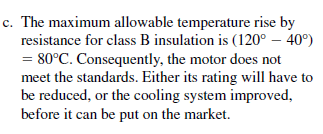 c. The maximum allowable temperature rise by
resistance for class B insulation is (120° − 40°)
= 80°C. Consequently, the motor does not
meet the standards. Either its rating will have to
be reduced, or the cooling system improved,
before it can be put on the market.